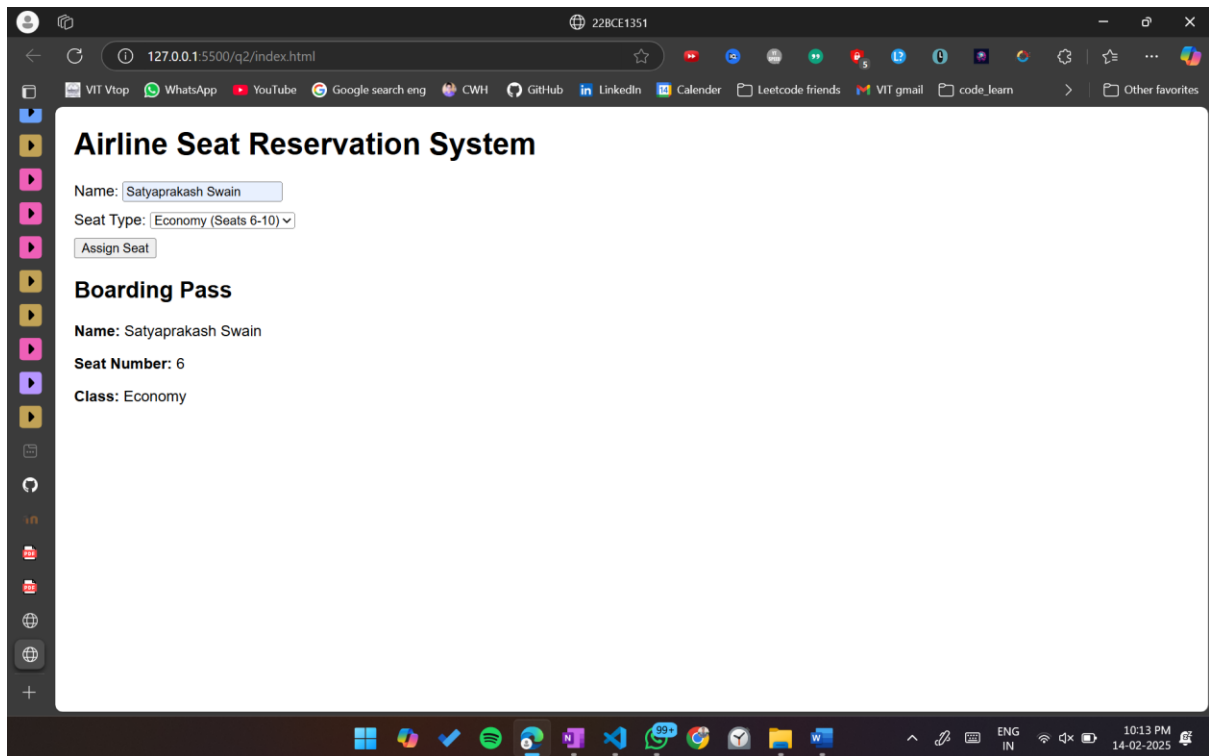 22BCE1351
127.0.0.1:5500/q2/index.html
5
VIT Vtop WhatsApp YouTube Google search eng CWH GitHub LinkedIn Calender Leetcode friends VIT gmail code_learn Other favorites
Airline Seat Reservation System
Name: Satyaprakash Swain
Seat Type: Economy (Seats 6-10)
Assign Seat
Boarding Pass
Name: Satyaprakash Swain
Seat Number: 6
Class: Economy
99+
ENG
IN
10:13 PM
14-02-2025